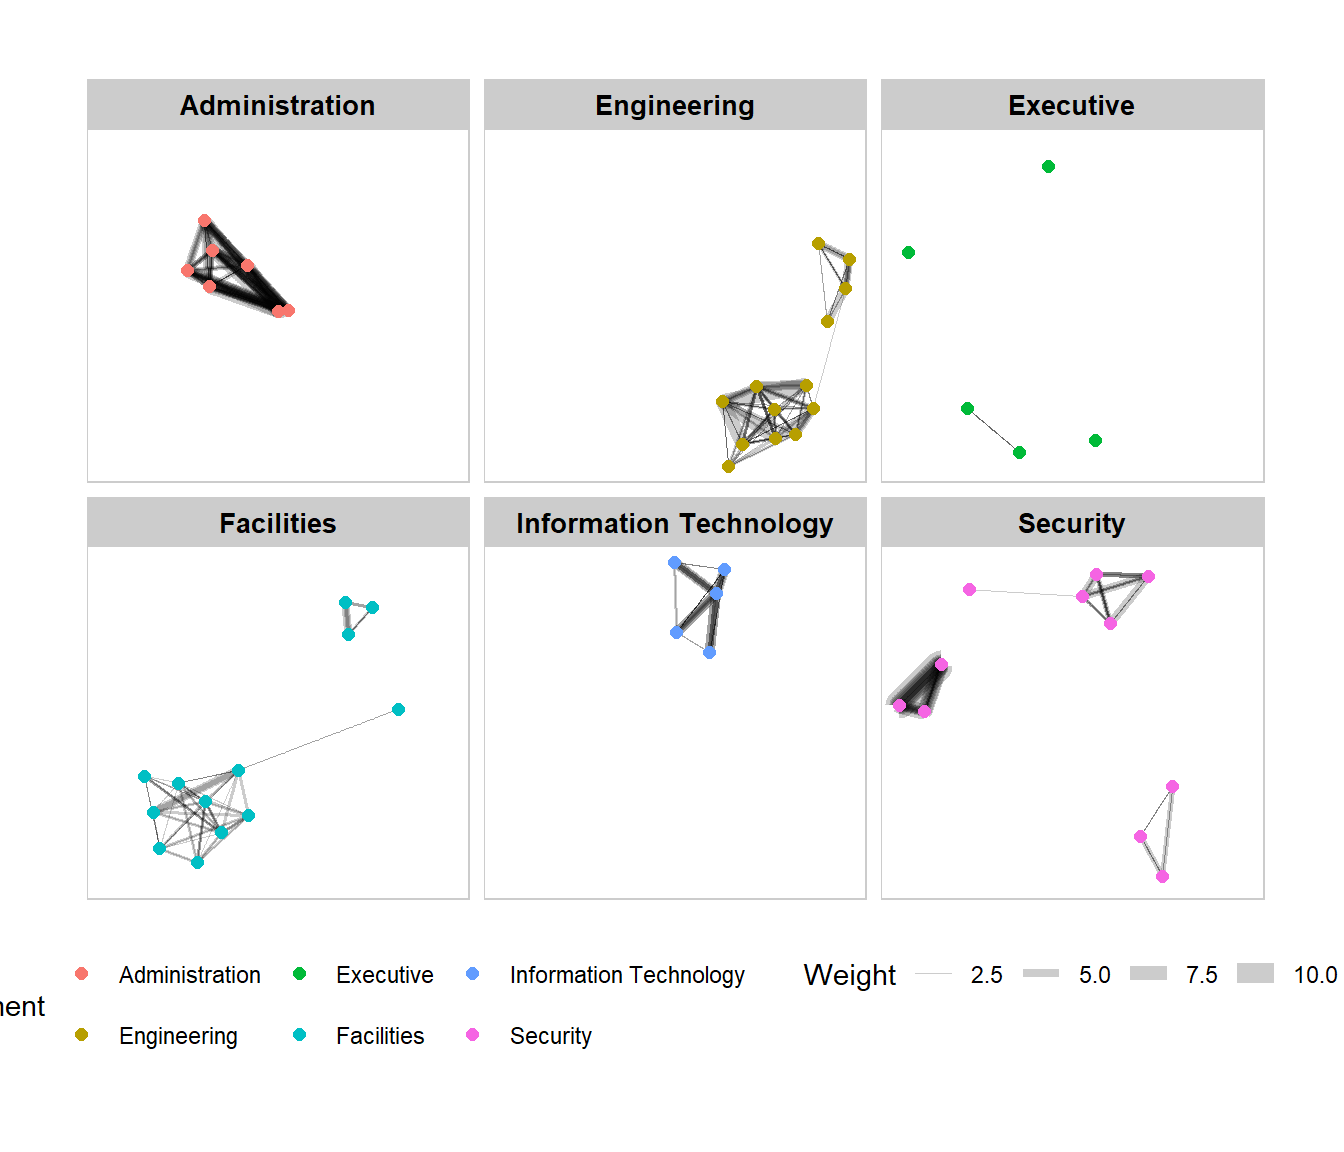 Administration
Engineering
Executive
Facilities
Information Technology
Security
Administration Executive Information Technology Weight 2.5 5.0 7.5 10.0
Engineering Facilities Security